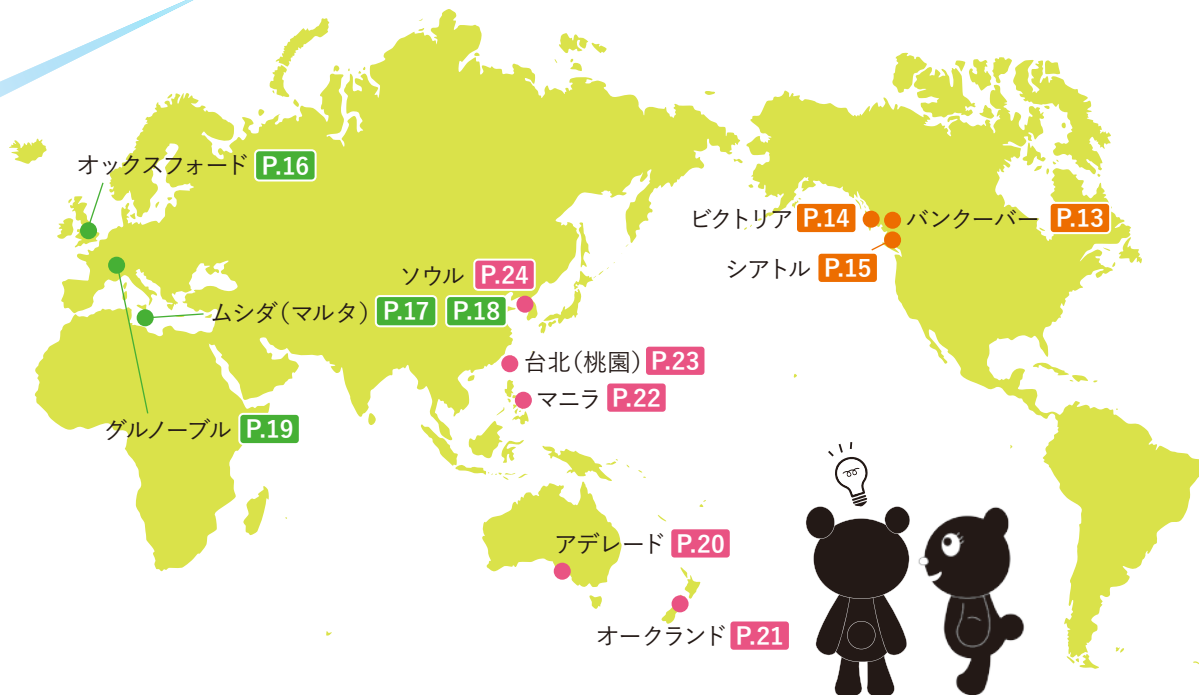 オックスフォード P.16
ビクトリア P.14
バンクーバー P.13
シアトル P.15
ソウル P.24
ムシダ(マルタ) P.17 P.18
台北(桃園) P.23
マニラ P.22
グルノーブル P.19
アデレード P.20
オークランド P.21